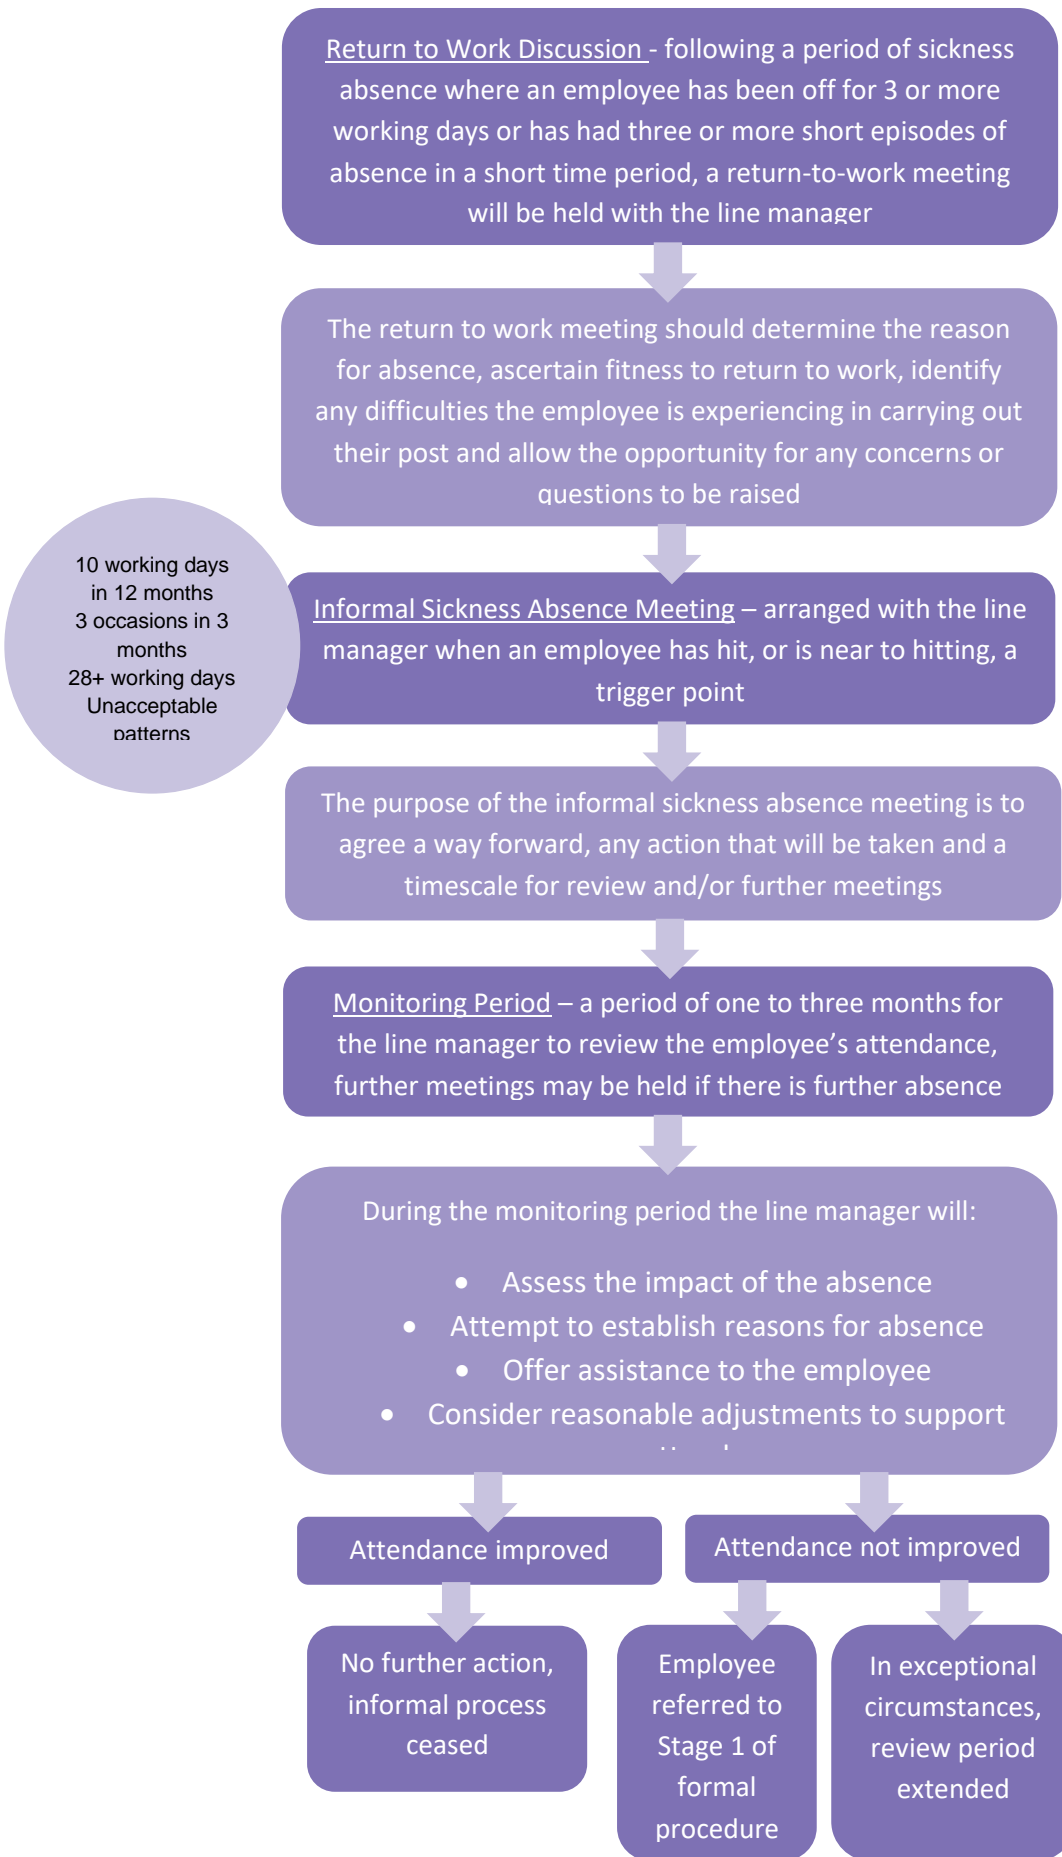 Return to Work Discussion - following a period of sickness
absence where an employee has been off for 3 or more
working days or has had three or more short episodes of
absence in a short time period, a return-to-work meeting
will be held with the line manager
The return to work meeting should determine the reason
for absence, ascertain fitness to return to work, identify
any difficulties the employee is experiencing in carrying out
their post and allow the opportunity for any concerns or
questions to be raised
10 working days
in 12 months
3 occasions in 3
months
28+ working days
Unacceptable
patterns
Informal Sickness Absence Meeting – arranged with the line
manager when an employee has hit, or is near to hitting, a
trigger point
The purpose of the informal sickness absence meeting is to
agree a way forward, any action that will be taken and a
timescale for review and/or further meetings
Monitoring Period – a period of one to three months for
the line manager to review the employee’s attendance,
further meetings may be held if there is further absence
During the monitoring period the line manager will:
• Assess the impact of the absence
• Attempt to establish reasons for absence
• Offer assistance to the employee
• Consider reasonable adjustments to support
Attendance improved
Attendance not improved
No further action,
informal process
ceased
Employee
referred to
Stage 1 of
formal
procedure
In exceptional
circumstances,
review period
extended